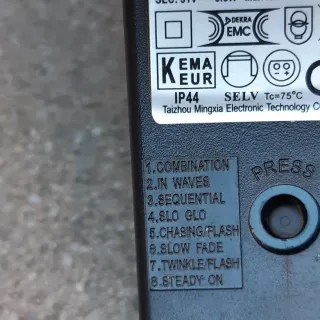 DEKRA
EMC
KEMA
EUR
IP44 SELV Tc=75°C
Taizhou Mingxia Electronic Technology Co
1.COMBINATION
2.IN WAVES
3.SEQUENTIAL
4.SLO GLO
5.CHASING/FLASH
6.SLOW FADE
7.TWINKLE/FLASH
8.STEADY ON
PRESS